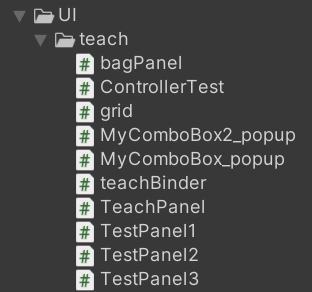 UI
teach
# bagPanel
# ControllerTest
# grid
# MyComboBox2_popup
# MyComboBox_popup
# teachBinder
# TeachPanel
# TestPanel1
# TestPanel2
# TestPanel3